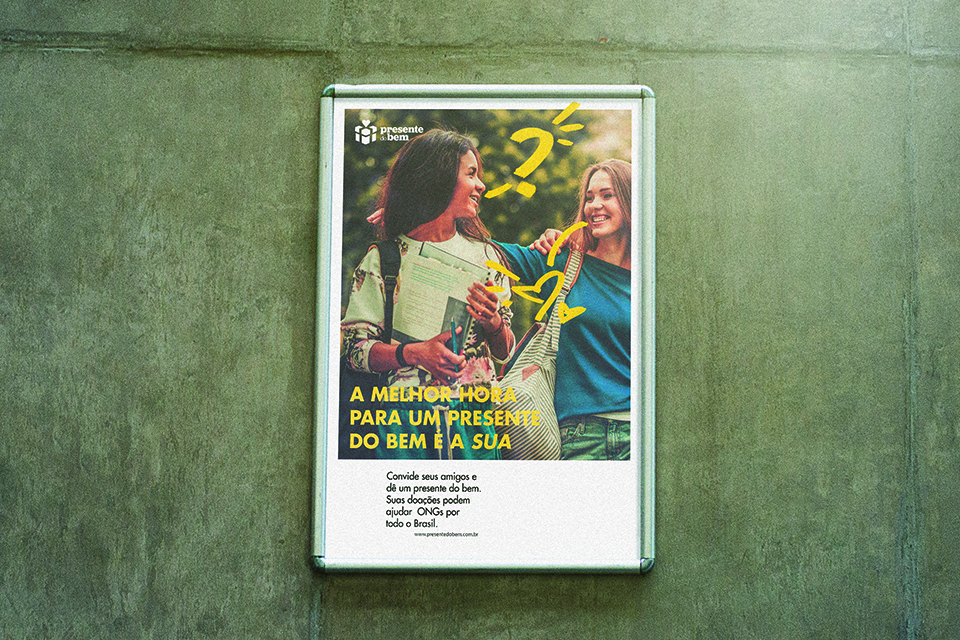 presente
do bem
?
A MELHOR HORA
PARA UM PRESENTE
DO BEM É A SUA
Convide seus amigos e
dê um presente do bem.
Suas doações podem
ajudar ONGs por
todo o Brasil.
www.presentedobem.com.br